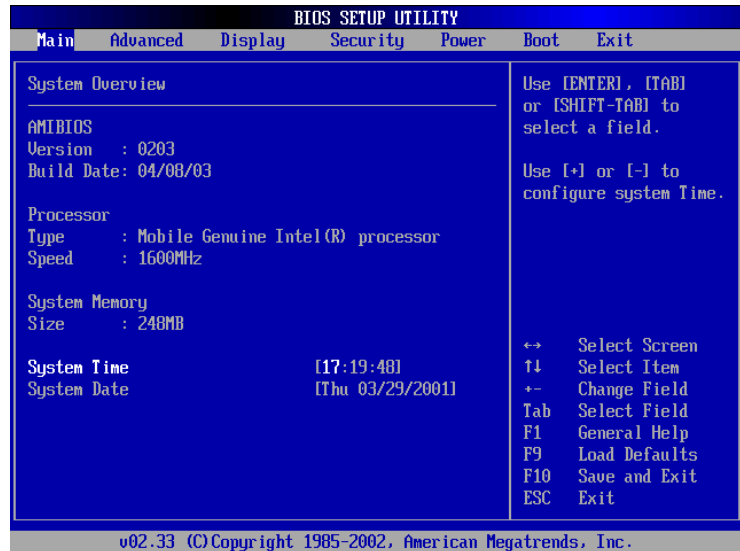 BIOS SETUP UTILITY
Main Advanced Display Security Power Boot Exit
System Overview
AMIBIOS
Version : 0203
Build Date: 04/08/03
Processor
Type : Mobile Genuine Intel(R) processor
Speed : 1600MHz
System Memory
Size : 248MB
System Time [17:19:48]
System Date [Thu 03/29/2001]
Use [ENTER], [TAB]
or [SHIFT-TAB] to
select a field.
Use [+] or [-] to
configure system Time.
↔ Select Screen
↑↓ Select Item
+- Change Field
Tab Select Field
F1 General Help
F9 Load Defaults
F10 Save and Exit
ESC Exit
v02.33 (C)Copyright 1985-2002, American Megatrends, Inc.